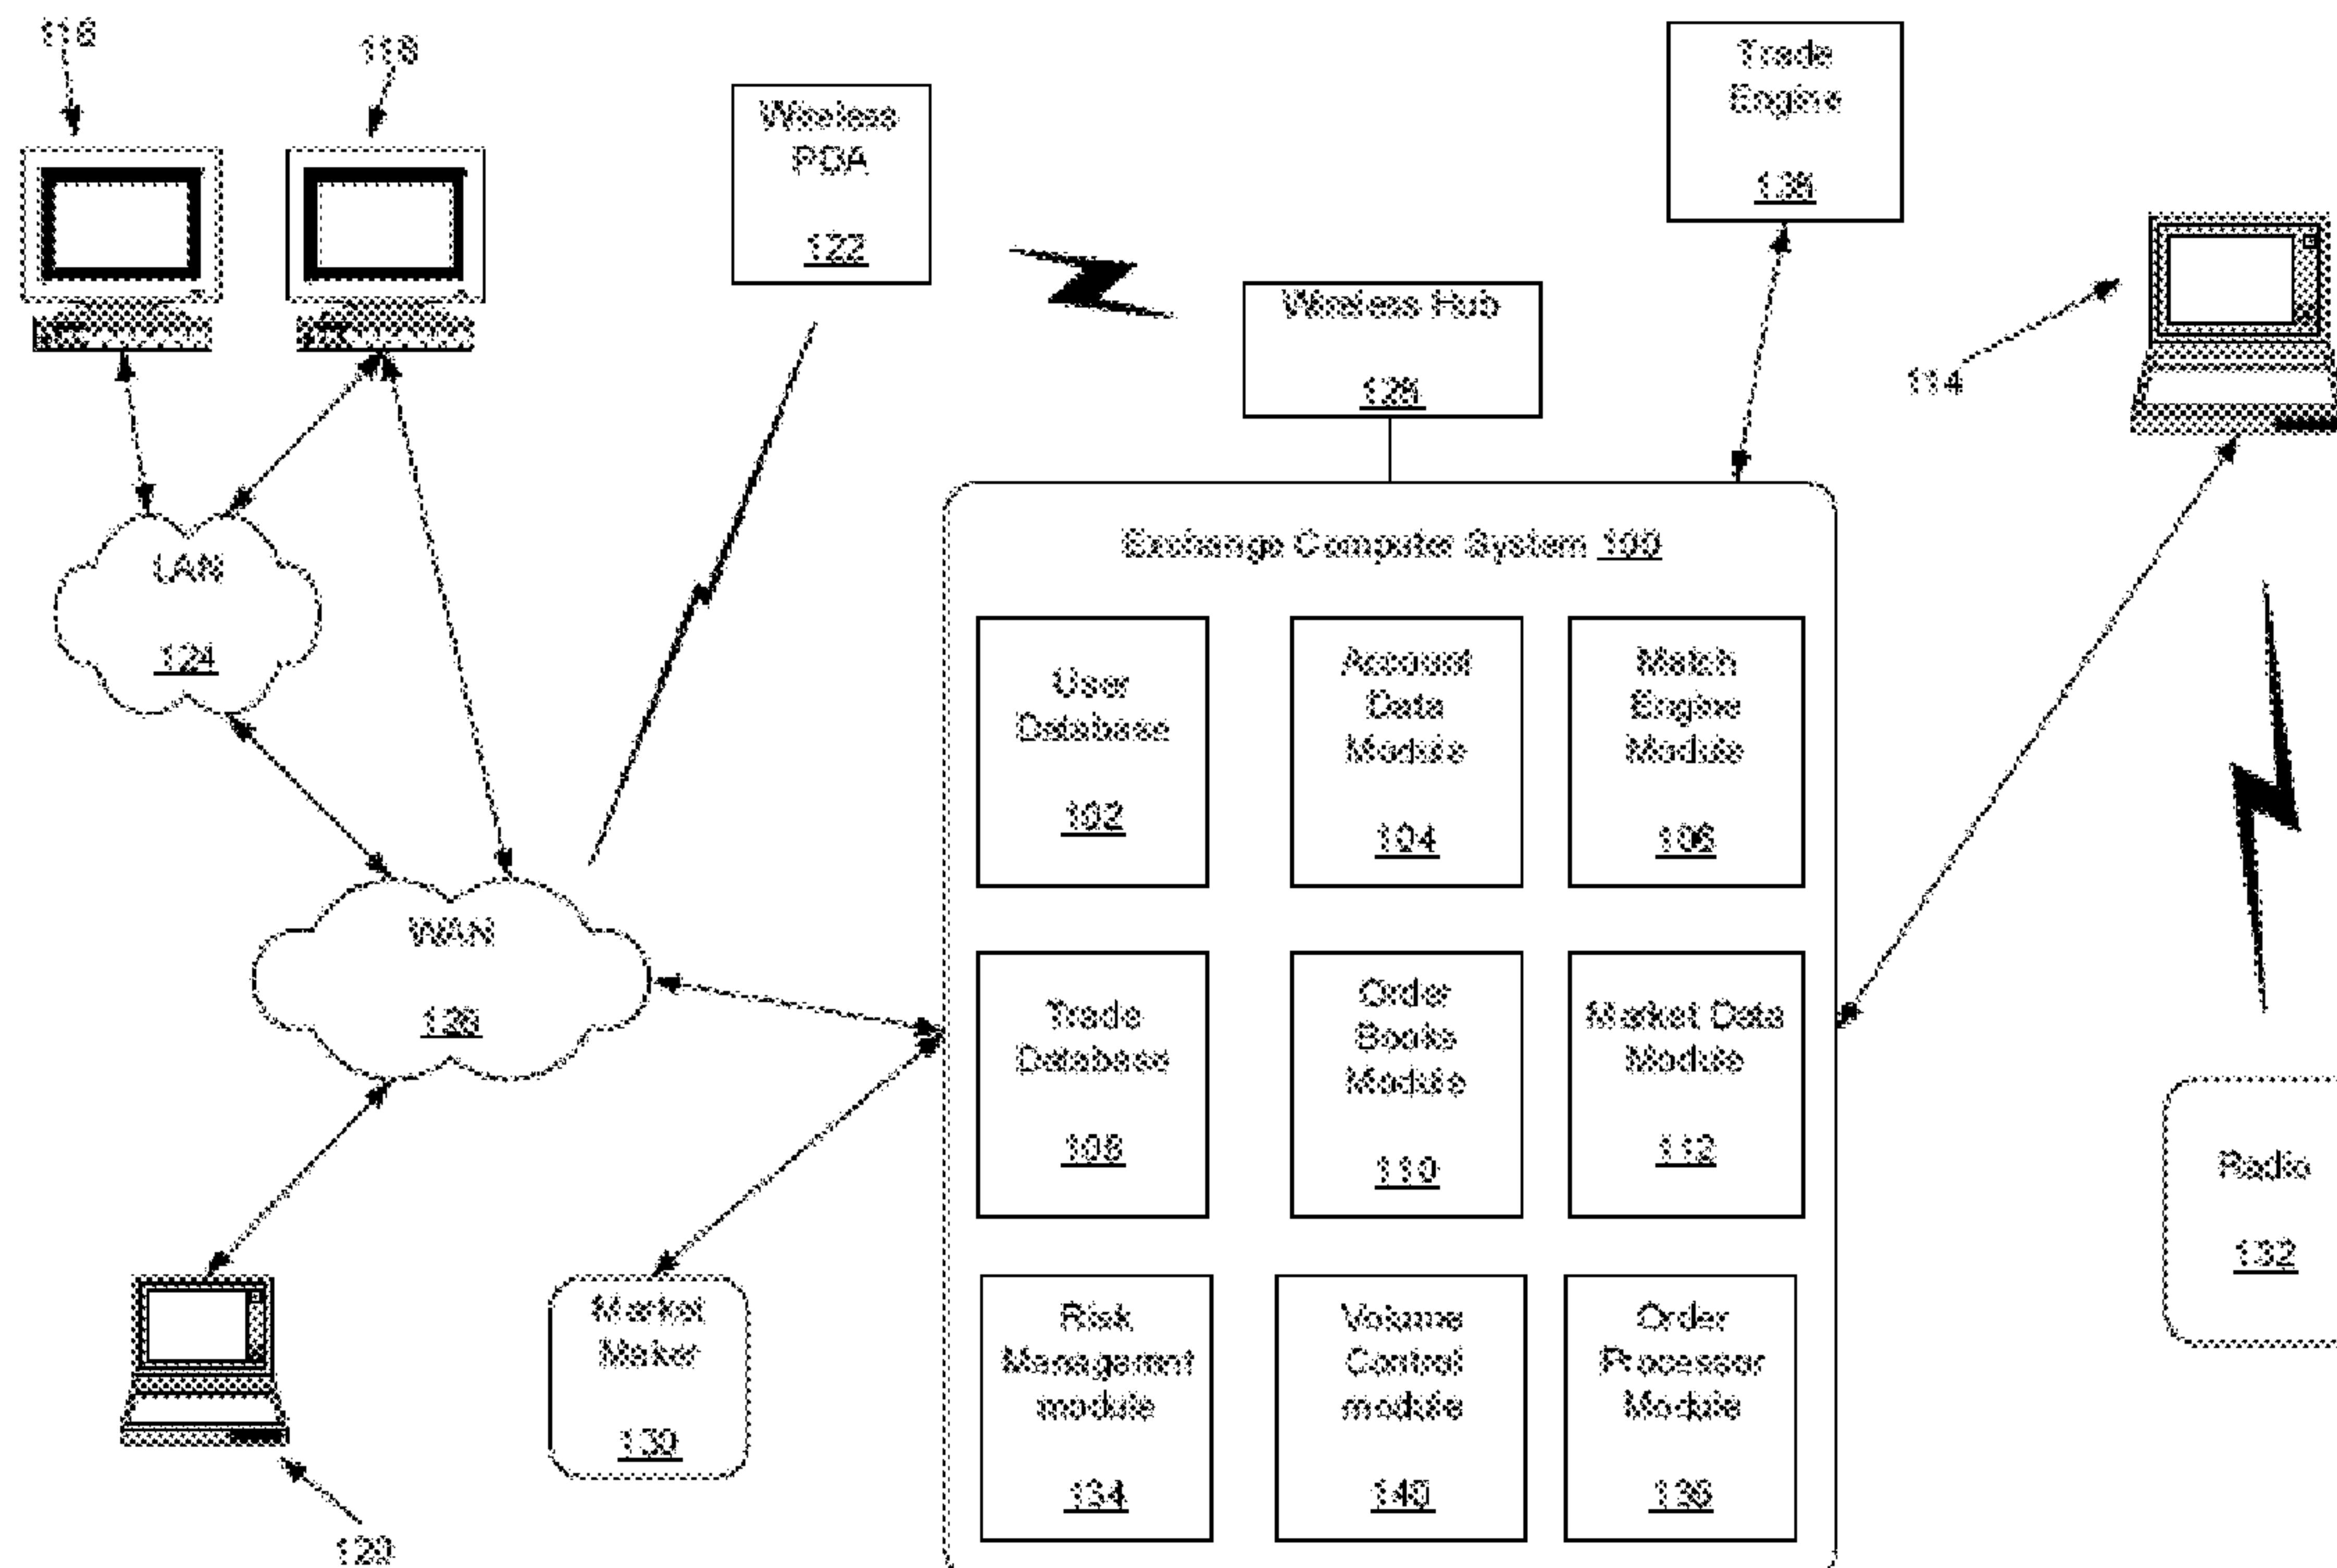 116
118
Wireless
PDA
122
Wireless Hub
128
Trade
Engine
138
114
LAN
124
WAN
126
Exchange Computer System 100
User
Database
102
Account
Data
Module
104
Match
Engine
Module
106
Trade
Database
108
Order
Books
Module
110
Market Data
Module
112
Risk
Managemnt
module
134
Volume
Control
module
140
Order
Processor
Module
136
Market
Maker
130
120
Radio
132